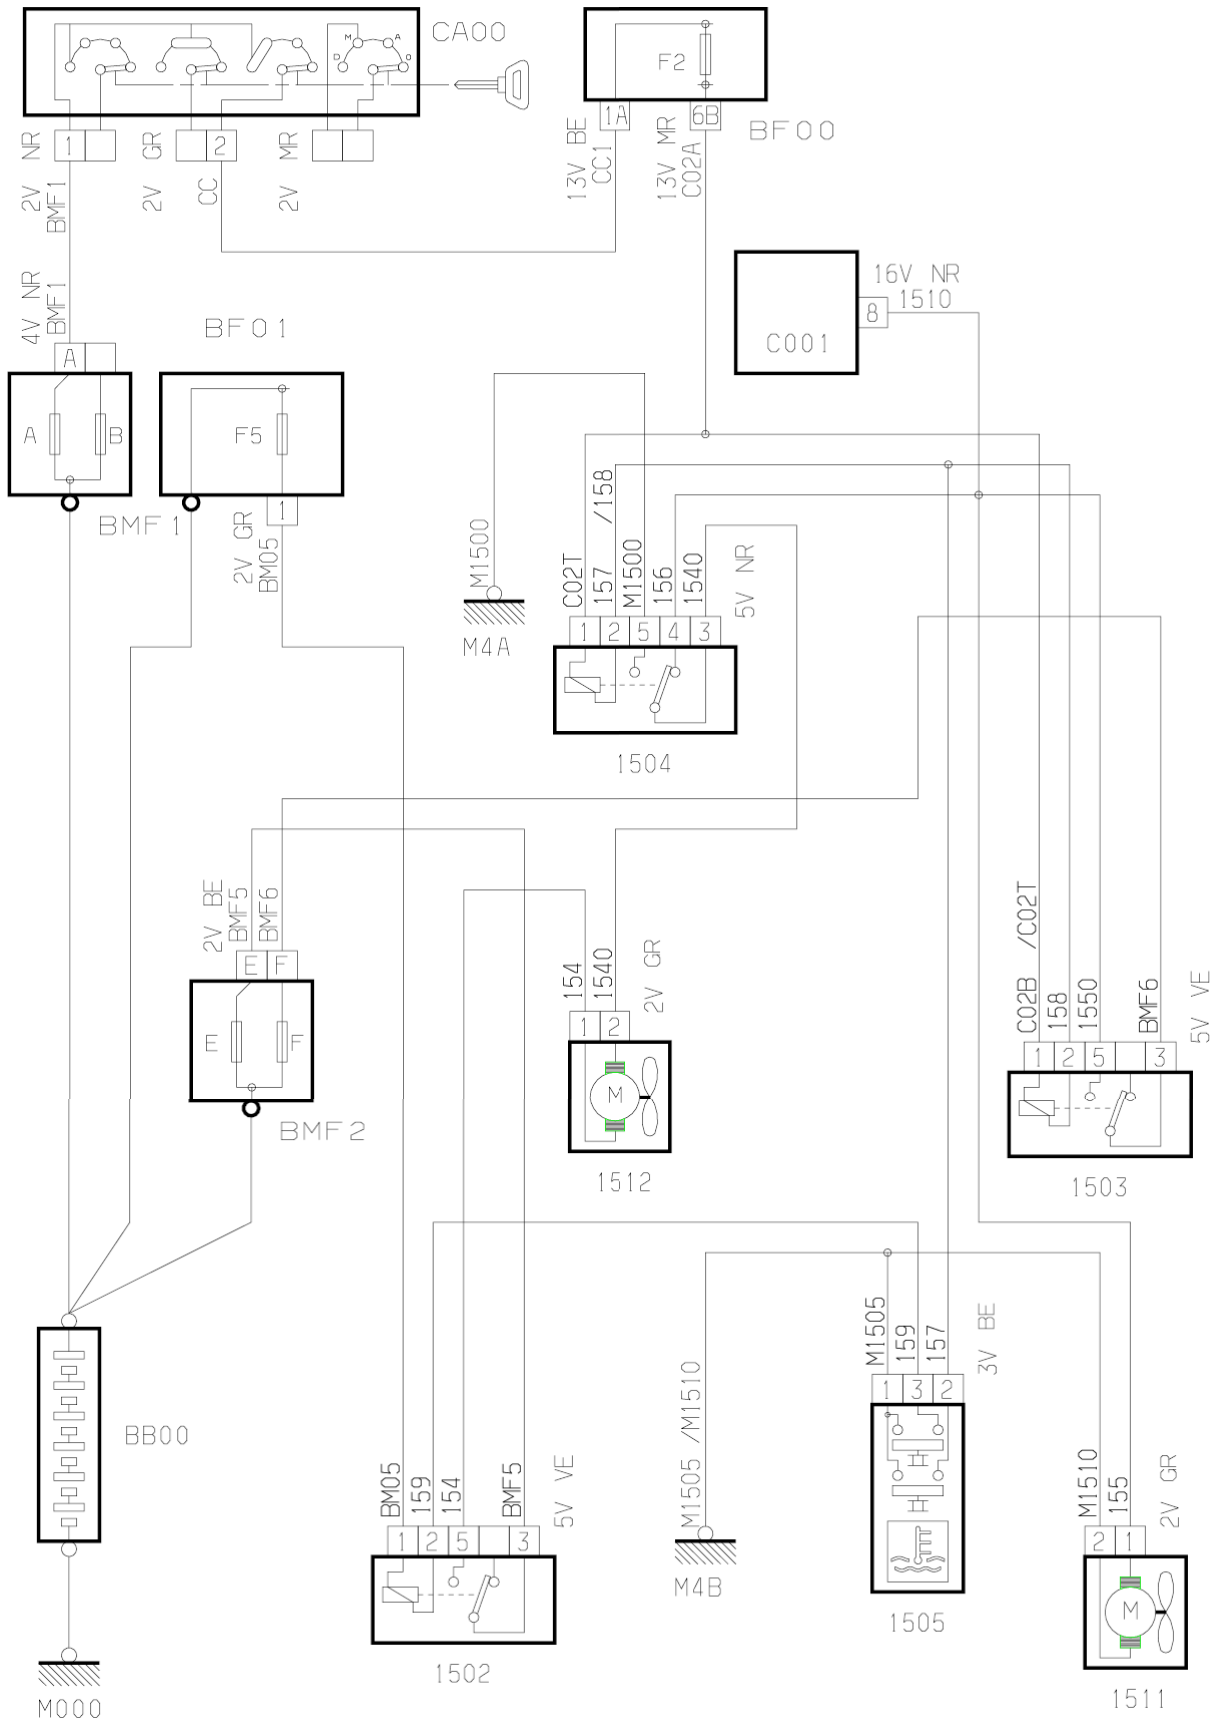 CA00
M A
D O
1
2
2V NR
BMF1
2V GR
CC
2V MR
F2
1A
6B
BF00
13V BE
CC1
13V MR
C02A
4V NR
BMF1
A
A
B
BMF1
BF01
F5
1
2V GR
BM05
C001
8
16V NR
1510
M1500
M4A
C02T
157 /158
M1500
156
1540
5V NR
1 2 5 4 3
1504
2V BE
BMF5
BMF6
E F
E
F
BMF2
154
1540
2V GR
1 2
M
1512
C02B /C02T
158
1550
BMF6
5V VE
1 2 5 3
1503
BB00
M000
BM05
159
154
BMF5
5V VE
1 2 5 3
1502
M1505 /M1510
M4B
M1505
159
157
3V BE
1 3 2
1505
M1510
155
2V GR
2 1
M
1511